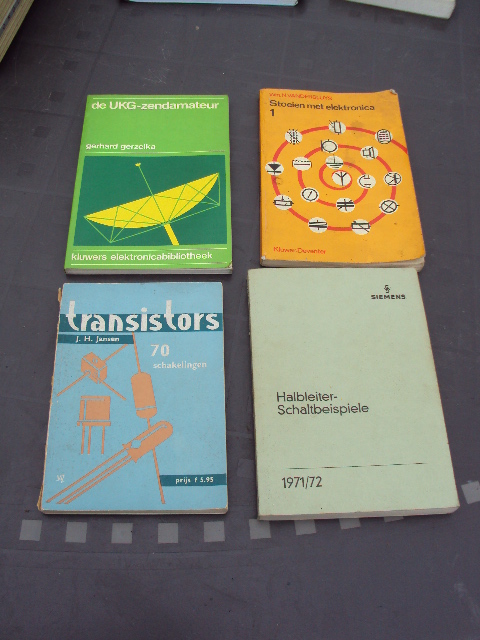 de UKG-zendamateur
gerhard gerzelka
kluwers elektronicabibliotheek
Stoeien met elektronica
1
Kluwer/Deventer
transistors
J. H. Jansen
70
schakelingen
prijs f 5.95
SIEMENS
Halbleiter-
Schaltbeispiele
1971/72